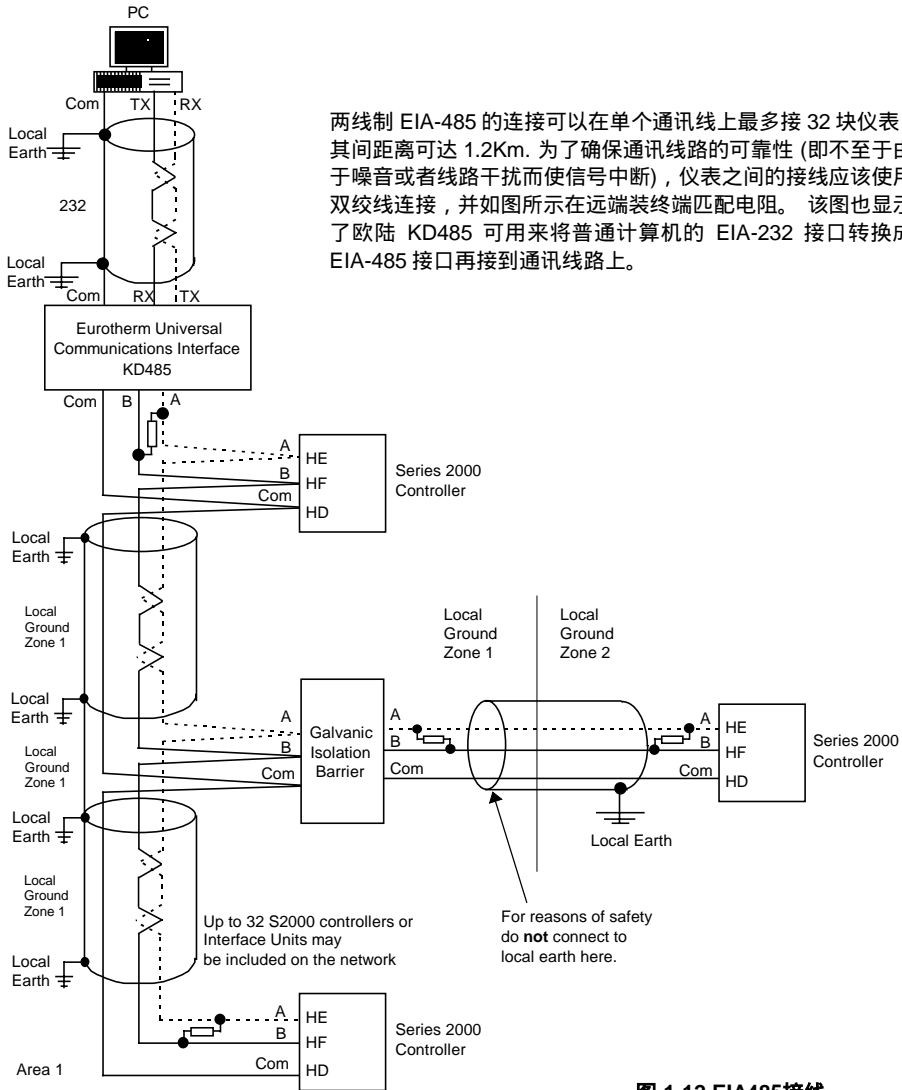 PC
Com TX RX
两线制 EIA-485 的连接可以在单个通讯线上最多接 32 块仪表
其间距离可达 1.2Km. 为了确保通讯线路的可靠性 (即不至于由
于噪音或者线路干扰而使信号中断) , 仪表之间的接线应该使用
双绞线连接 , 并如图所示在远端装终端匹配电阻。 该图也显示
了欧陆 KD485 可用来将普通计算机的 EIA-232 接口转换成
EIA-485 接口再接到通讯线路上。
Local
Earth
232
Local
Earth
Com RX TX
Eurotherm Universal
Communications Interface
KD485
Com B A
A
HE
B
HF
Com
HD
Series 2000
Controller
Local
Earth
Local
Ground
Zone 1
Local
Earth
Local
Ground
Zone 1
Local
Ground
Zone 1
Local
Ground
Zone 2
A
B
Com
Galvanic
Isolation
Barrier
A
B
Com
A
HE
B
HF
Com
HD
Series 2000
Controller
Local Earth
Local
Earth
Local
Ground
Zone 1
Local
Earth
Up to 32 S2000 controllers or
Interface Units may
be included on the network
For reasons of safety
do not connect to
local earth here.
A
HE
B
HF
Com
HD
Series 2000
Controller
Area 1